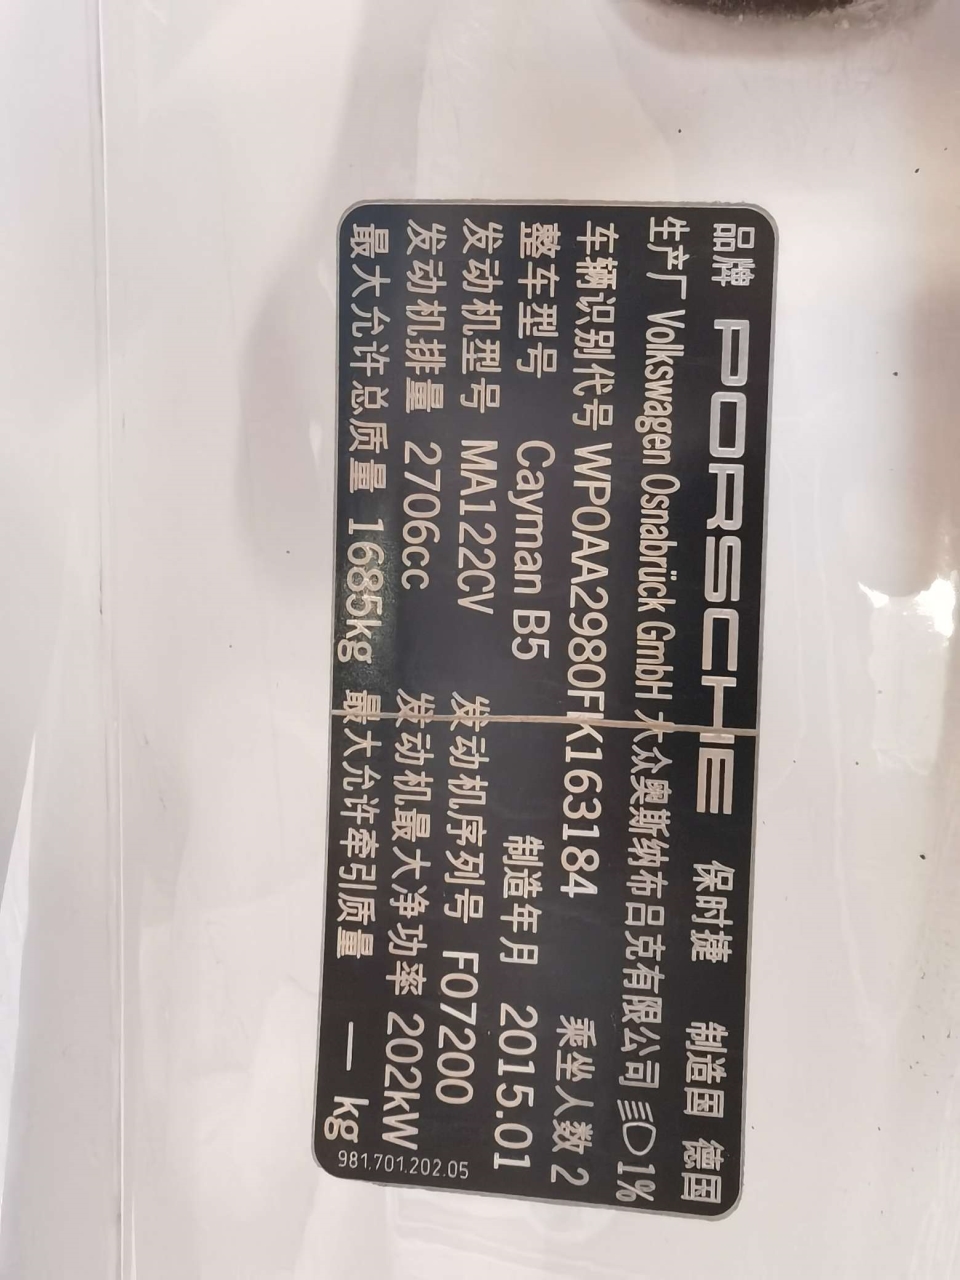 品牌 PORSCHE 保时捷 制造国 德国
生产厂 Volkswagen Osnabrück GmbH 大众奥斯纳布吕克有限公司 1%
车辆识别代号 WP0AA2980FK163184 乘坐人数 2
整车型号 Cayman B5 制造年月 2015.01
发动机型号 MA122CV 发动机序列号 F07200
发动机排量 2706cc 发动机最大净功率 202kW
最大允许总质量 1685kg 最大允许牵引质量 — kg
981.701.202.05